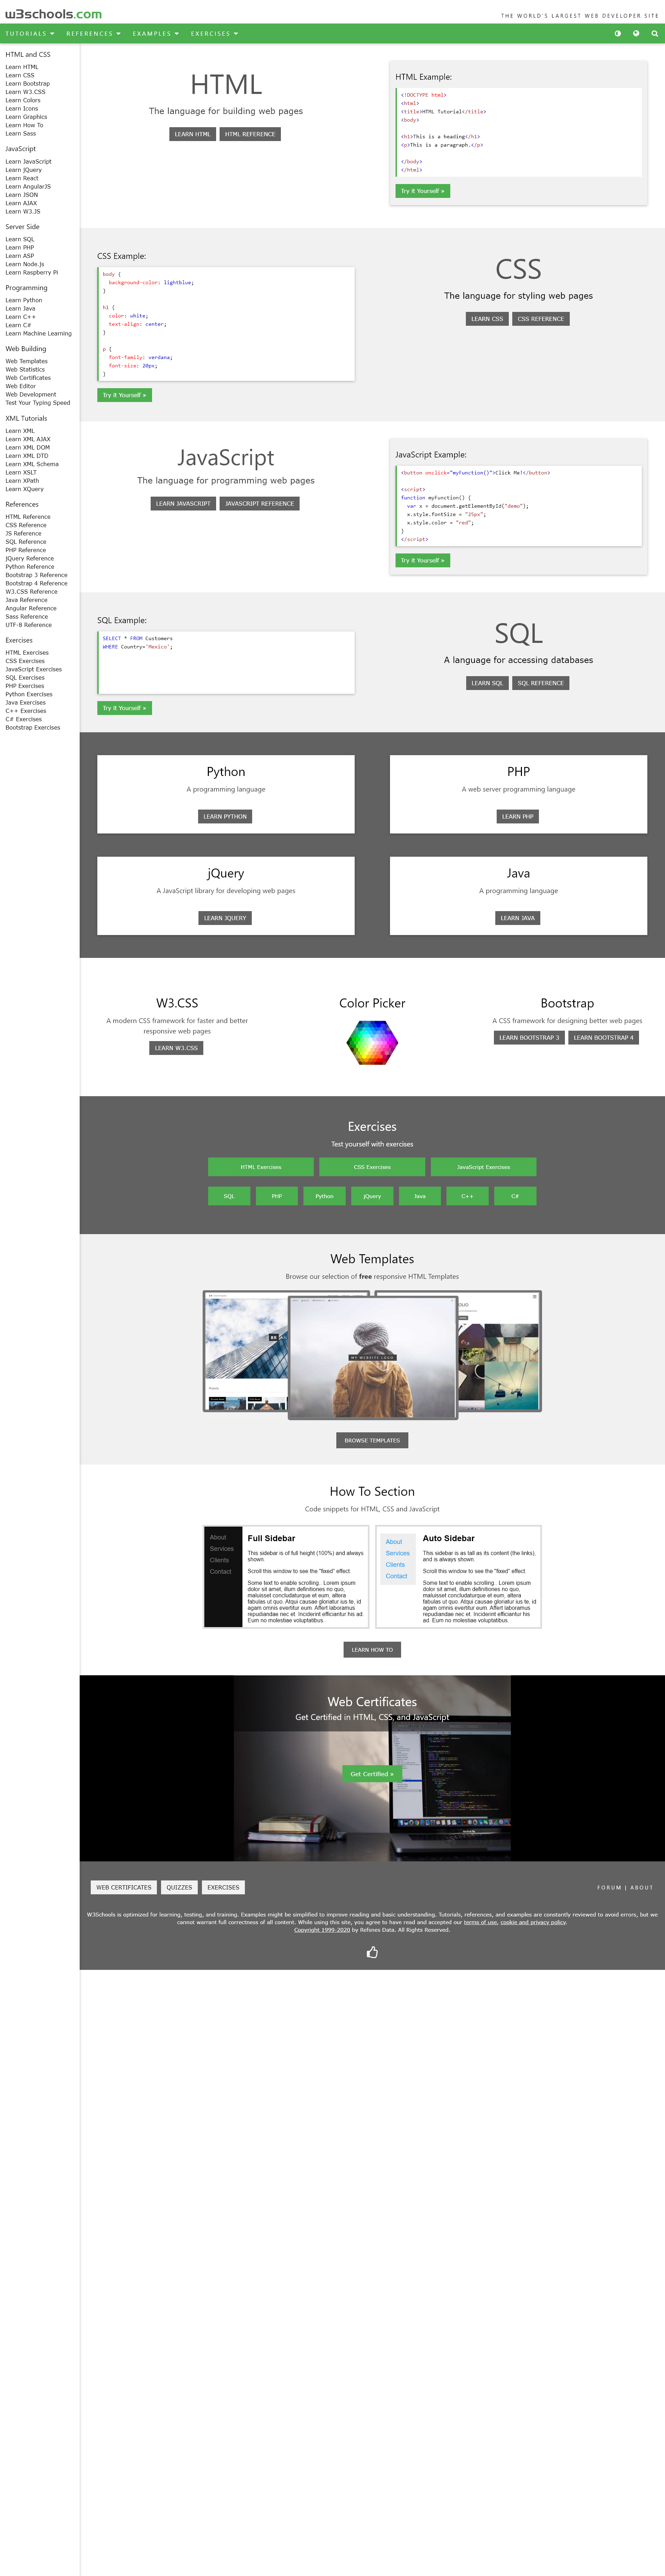 w3schools.com
THE WORLD'S LARGEST WEB DEVELOPER SITE
TUTORIALS REFERENCES EXAMPLES EXERCISES
HTML and CSS
Learn HTML
Learn CSS
Learn Bootstrap
Learn W3.CSS
Learn Colors
Learn Icons
Learn Graphics
Learn How To
Learn Sass
JavaScript
Learn JavaScript
Learn jQuery
Learn React
Learn AngularJS
Learn JSON
Learn AJAX
Learn W3.JS
Server Side
Learn SQL
Learn PHP
Learn ASP
Learn Node.js
Learn Raspberry Pi
Programming
Learn Python
Learn Java
Learn C++
Learn C#
Learn Machine Learning
Web Building
Web Templates
Web Statistics
Web Certificates
Web Editor
Web Development
Test Your Typing Speed
XML Tutorials
Learn XML
Learn XML AJAX
Learn XML DOM
Learn XML DTD
Learn XML Schema
Learn XSLT
Learn XPath
Learn XQuery
References
HTML Reference
CSS Reference
JS Reference
SQL Reference
PHP Reference
jQuery Reference
Python Reference
Bootstrap 3 Reference
Bootstrap 4 Reference
W3.CSS Reference
Java Reference
Angular Reference
Sass Reference
UTF-8 Reference
Exercises
HTML Exercises
CSS Exercises
JavaScript Exercises
SQL Exercises
PHP Exercises
Python Exercises
Java Exercises
C++ Exercises
C# Exercises
Bootstrap Exercises
HTML
The language for building web pages
LEARN HTML HTML REFERENCE
HTML Example:
<!DOCTYPE html>
<html>
<title>HTML Tutorial</title>
<body>
<h1>This is a heading</h1>
<p>This is a paragraph.</p>
</body>
</html>
Try it Yourself »
CSS Example:
body {
background-color: lightblue;
}
h1 {
color: white;
text-align: center;
}
p {
font-family: verdana;
font-size: 20px;
}
Try it Yourself »
CSS
The language for styling web pages
LEARN CSS CSS REFERENCE
JavaScript
The language for programming web pages
LEARN JAVASCRIPT JAVASCRIPT REFERENCE
JavaScript Example:
<button onclick="myFunction()">Click Me!</button>
<script>
function myFunction() {
var x = document.getElementById("demo");
x.style.fontSize = "25px";
x.style.color = "red";
}
</script>
Try it Yourself »
SQL Example:
SELECT * FROM Customers
WHERE Country='Mexico';
Try it Yourself »
SQL
A language for accessing databases
LEARN SQL SQL REFERENCE
Python
A programming language
LEARN PYTHON
PHP
A web server programming language
LEARN PHP
jQuery
A JavaScript library for developing web pages
LEARN JQUERY
Java
A programming language
LEARN JAVA
W3.CSS
A modern CSS framework for faster and better
responsive web pages
LEARN W3.CSS
Color Picker
Bootstrap
A CSS framework for designing better web pages
LEARN BOOTSTRAP 3 LEARN BOOTSTRAP 4
Exercises
Test yourself with exercises
HTML Exercises CSS Exercises JavaScript Exercises
SQL PHP Python jQuery Java C++ C#
Web Templates
Browse our selection of free responsive HTML Templates
MY WEBSITE LOGO
BROWSE TEMPLATES
How To Section
Code snippets for HTML, CSS and JavaScript
About
Services
Clients
Contact
Full Sidebar
This sidebar is of full height (100%) and always
shown.
Scroll this window to see the "fixed" effect.
Some text to enable scrolling.. Lorem ipsum
dolor sit amet, illum definitiones no quo,
maluisset concludaturque et eum, altera
fabulas ut quo. Atqui causae gloriatur ius te, id
agam omnis evertitur eum. Affert laboramus
repudiandae nec et. Inciderint efficiantur his ad.
Eum no molestiae voluptatibus.
About
Services
Clients
Contact
Auto Sidebar
This sidebar is as tall as its content (the links),
and is always shown.
Scroll this window to see the "fixed" effect.
Some text to enable scrolling.. Lorem ipsum
dolor sit amet, illum definitiones no quo,
maluisset concludaturque et eum, altera
fabulas ut quo. Atqui causae gloriatur ius te, id
agam omnis evertitur eum. Affert laboramus
repudiandae nec et. Inciderint efficiantur his
ad. Eum no molestiae voluptatibus.
LEARN HOW TO
Web Certificates
Get Certified in HTML, CSS, and JavaScript
Get Certified »
WEB CERTIFICATES QUIZZES EXERCISES
FORUM | ABOUT
W3Schools is optimized for learning, testing, and training. Examples might be simplified to improve reading and basic understanding. Tutorials, references, and examples are constantly reviewed to avoid errors, but we
cannot warrant full correctness of all content. While using this site, you agree to have read and accepted our terms of use, cookie and privacy policy.
Copyright 1999-2020 by Refsnes Data. All Rights Reserved.